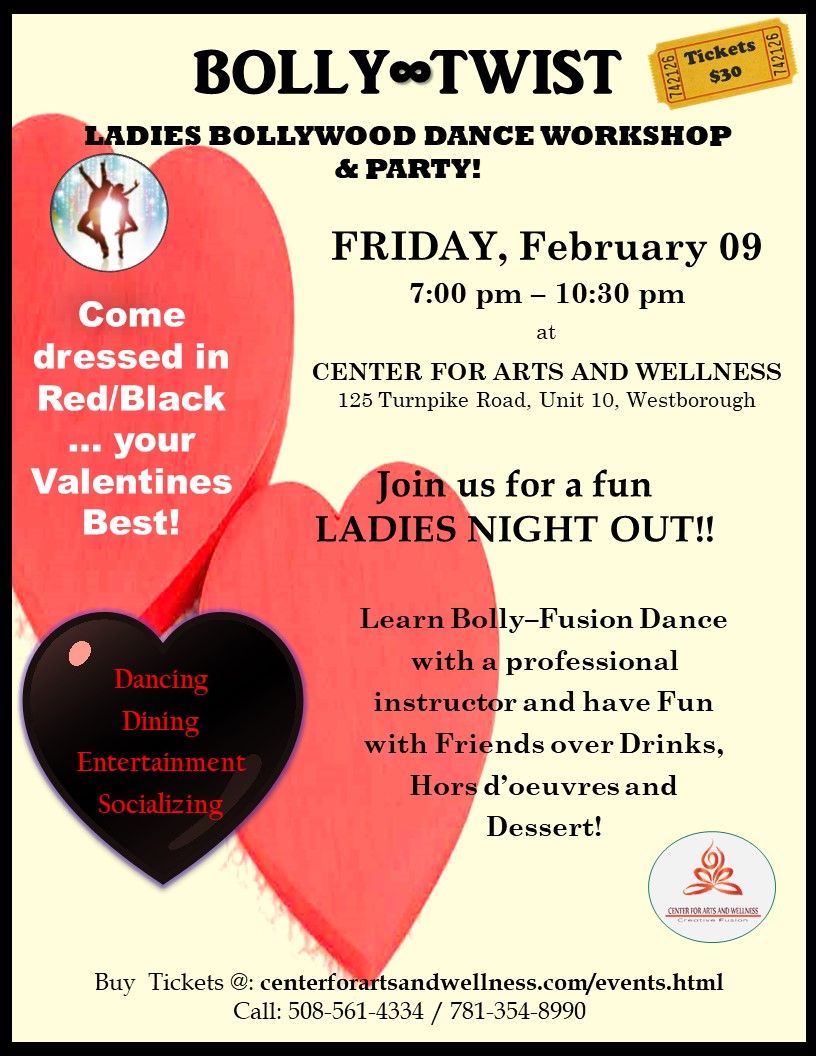 BOLLY∞TWIST
Tickets
$30
742126
742126
LADIES BOLLYWOOD DANCE WORKSHOP
& PARTY!
FRIDAY, February 09
7:00 pm – 10:30 pm
at
CENTER FOR ARTS AND WELLNESS
125 Turnpike Road, Unit 10, Westborough
Come
dressed in
Red/Black
... your
Valentines
Best!
Join us for a fun
LADIES NIGHT OUT!!
Learn Bolly–Fusion Dance
with a professional
instructor and have Fun
with Friends over Drinks,
Hors d'oeuvres and
Dessert!
Dancing
Dining
Entertainment
Socializing
CENTER FOR ARTS AND WELLNESS
Creative Fusion
Buy Tickets @: centerforartsandwellness.com/events.html
Call: 508-561-4334 / 781-354-8990